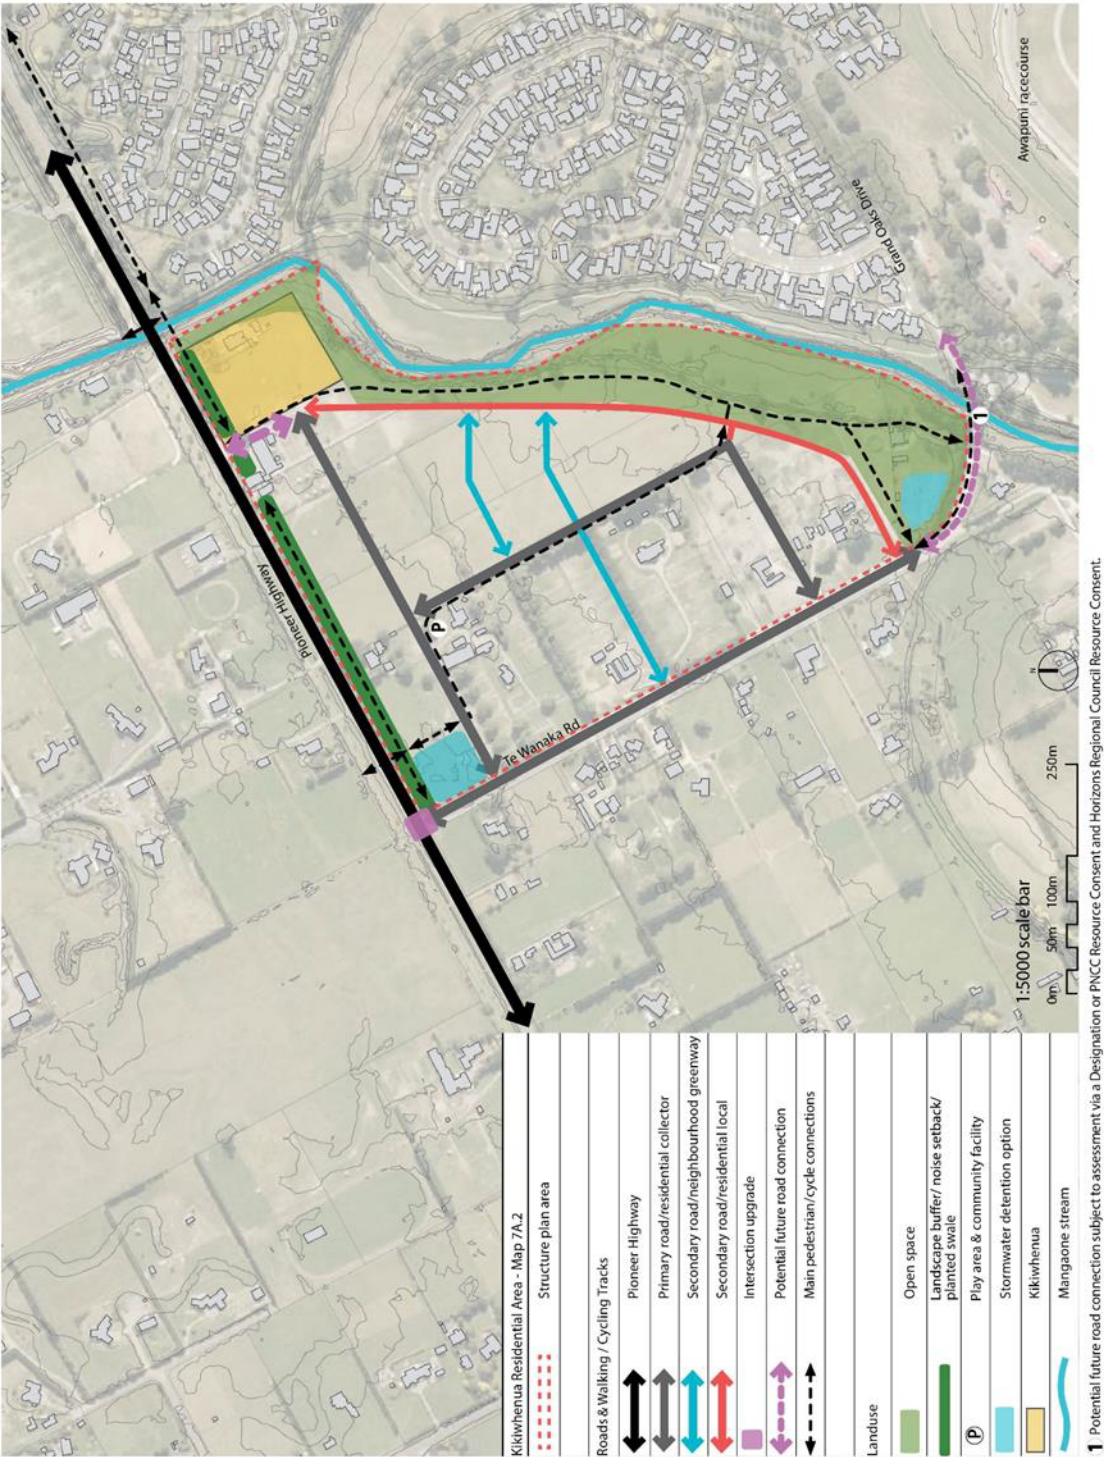 Kikiwhenua Residential Area - Map 7A.2
Structure plan area
Roads & Walking / Cycling Tracks
Pioneer Highway
Primary road/residential collector
Secondary road/neighbourhood greenway
Secondary road/residential local
Intersection upgrade
Potential future road connection
Main pedestrian/cycle connections
Landuse
Open space
Landscape buffer/ noise setback/
planted swale
P
Play area & community facility
Stormwater detention option
Kikiwhenua
Mangaone stream
Pioneer Highway
P
Te Wanaka Rd
Grand Oaks Drive
Awapuni racecourse
1
N
1:5000 scale bar
0m 50m 100m 250m
1 Potential future road connection subject to assessment via a Designation or PNCC Resource Consent and Horizons Regional Council Resource Consent.